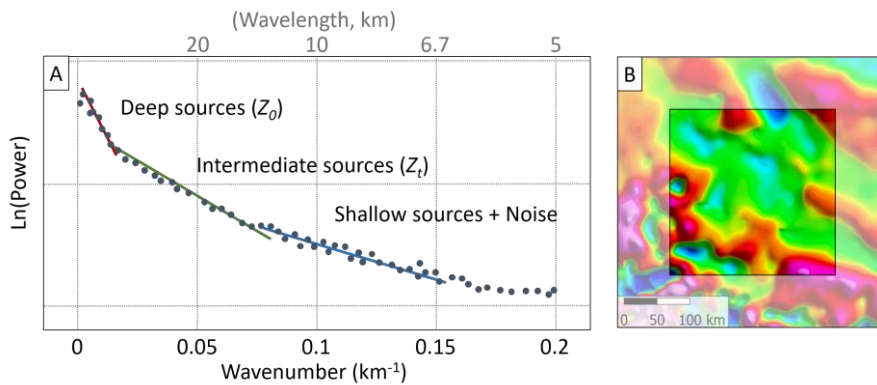 (Wavelength, km)
20 10 6.7 5
A
Deep sources (Z0)
Intermediate sources (Zt)
Shallow sources + Noise
Ln(Power)
0 0.05 0.1 0.15 0.2
Wavenumber (km-1)
B
0 50 100 km